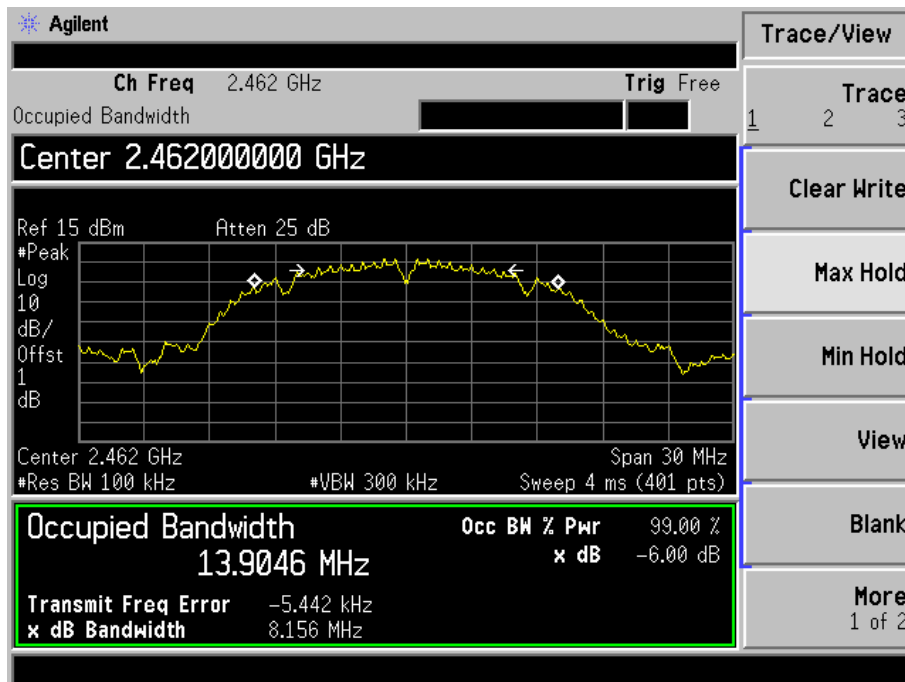 Agilent
Trace/View
Ch Freq 2.462 GHz Trig Free
Occupied Bandwidth
Trace
1 2 3
Center 2.462000000 GHz
Clear Write
Ref 15 dBm Atten 25 dB
#Peak
Log
10
dB/
Offst
1
dB
Max Hold
Min Hold
Center 2.462 GHz Span 30 MHz
#Res BW 100 kHz #VBW 300 kHz Sweep 4 ms (401 pts)
View
Occupied Bandwidth
13.9046 MHz
Occ BW % Pwr 99.00 %
x dB -6.00 dB
Transmit Freq Error -5.442 kHz
x dB Bandwidth 8.156 MHz
Blank
More
1 of 2